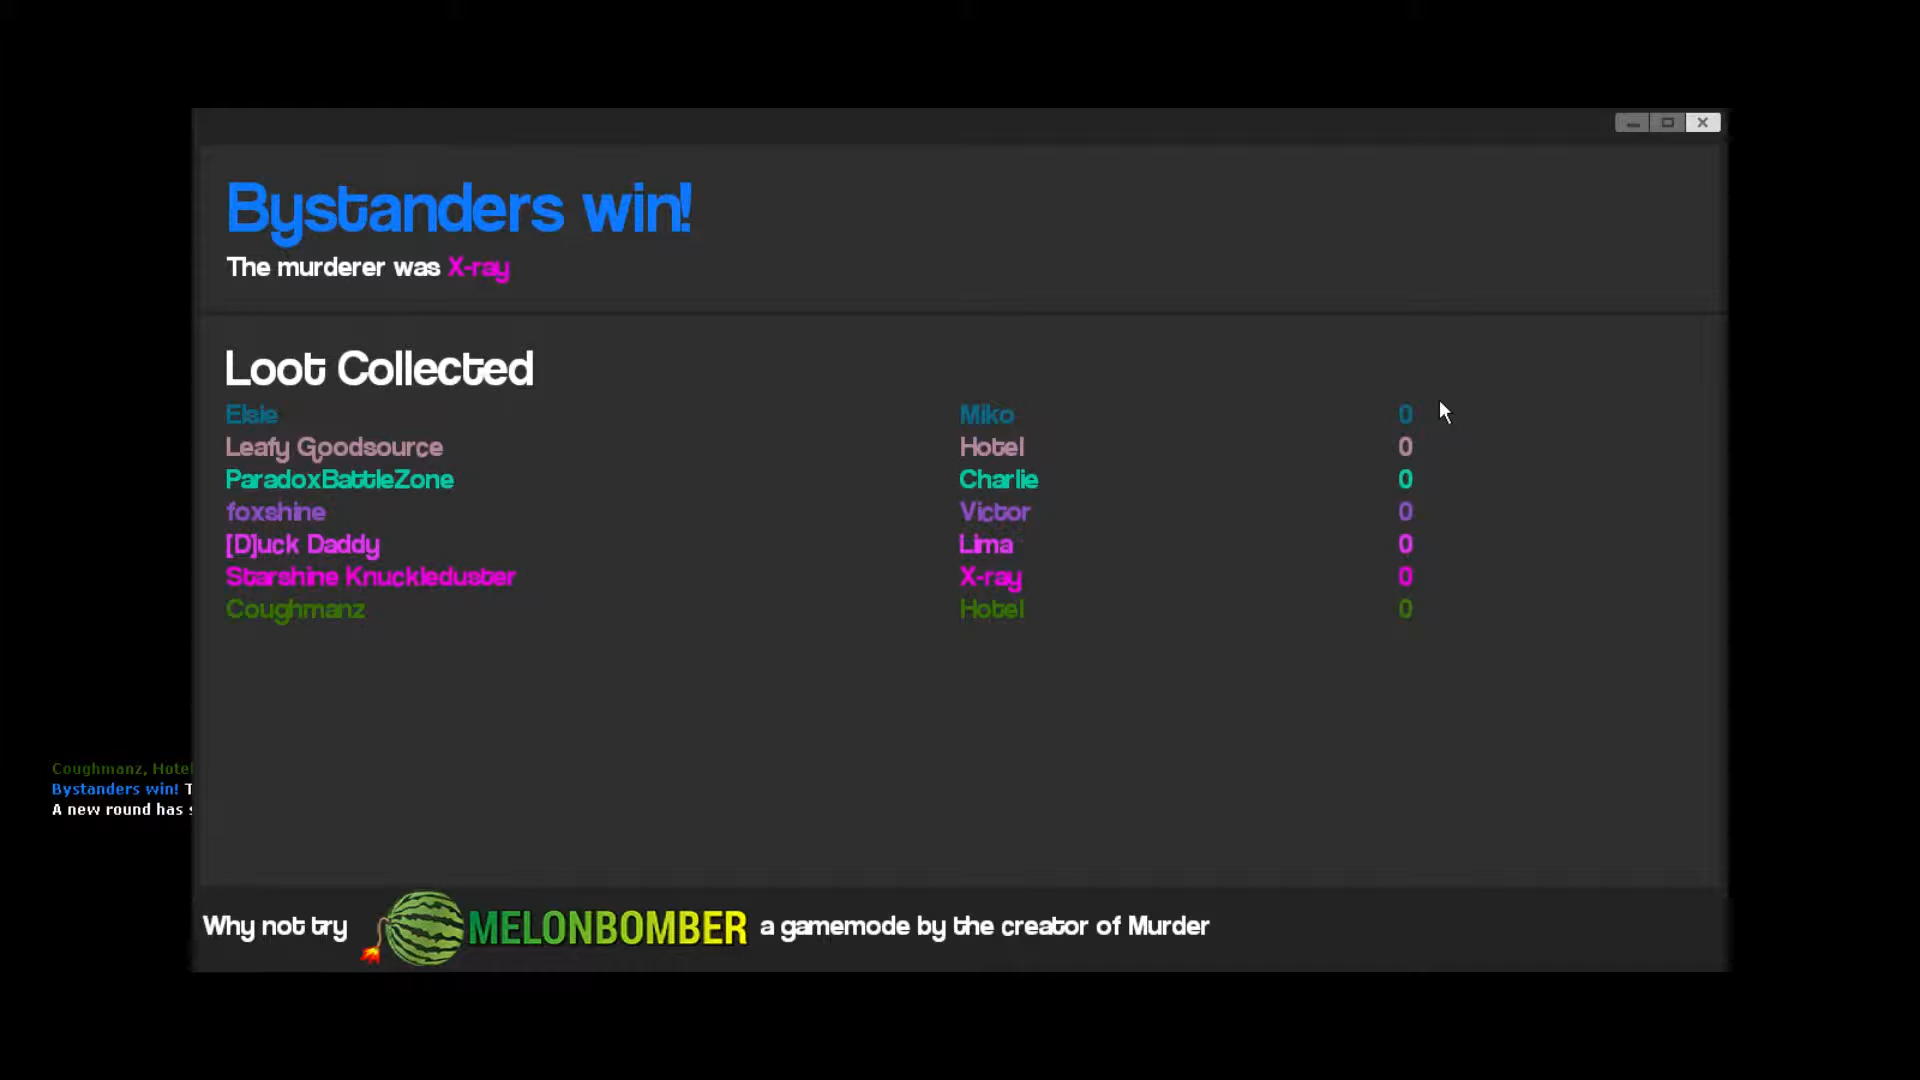 Bystanders win!
The murderer was X-ray
Loot Collected
Elsie Miko 0
Leafy Goodsource Hotel 0
ParadoxBattleZone Charlie 0
foxshine Victor 0
[D]uck Daddy Lima 0
Starshine Knuckleduster X-ray 0
Coughmanz Hotel 0
Coughmanz, Hotel
Bystanders win! T
A new round has s
Why not try MELONBOMBER a gamemode by the creator of Murder